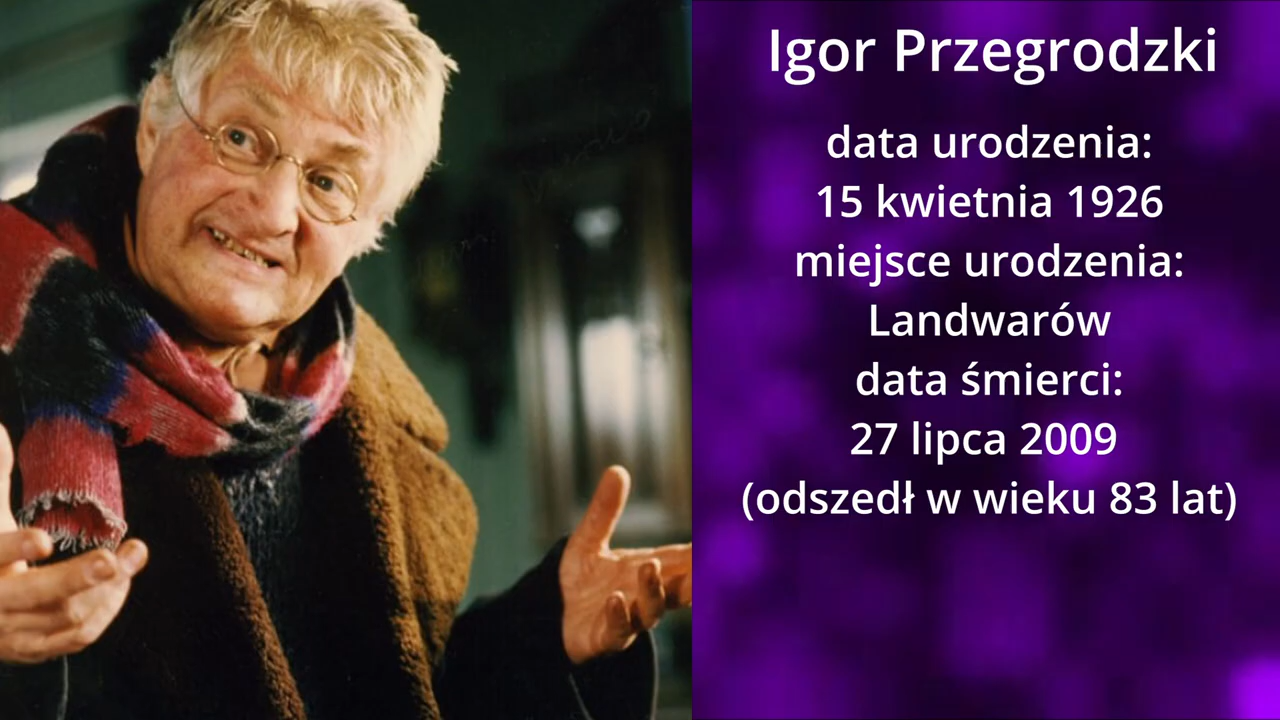 Igor Przegrodzki
data urodzenia:
15 kwietnia 1926
miejsce urodzenia:
Landwarów
data śmierci:
27 lipca 2009
(odszedł w wieku 83 lat)